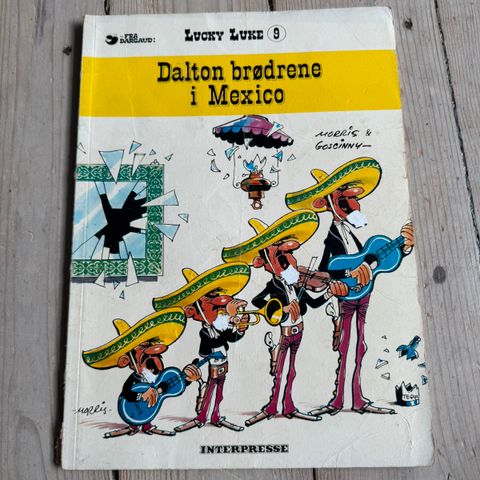 FRA
DARGAUD:
LUCKY LUKE 9
Dalton brødrene
i Mexico
MORRIS &
GOSCINNY
MORRIS
INTERPRESSE